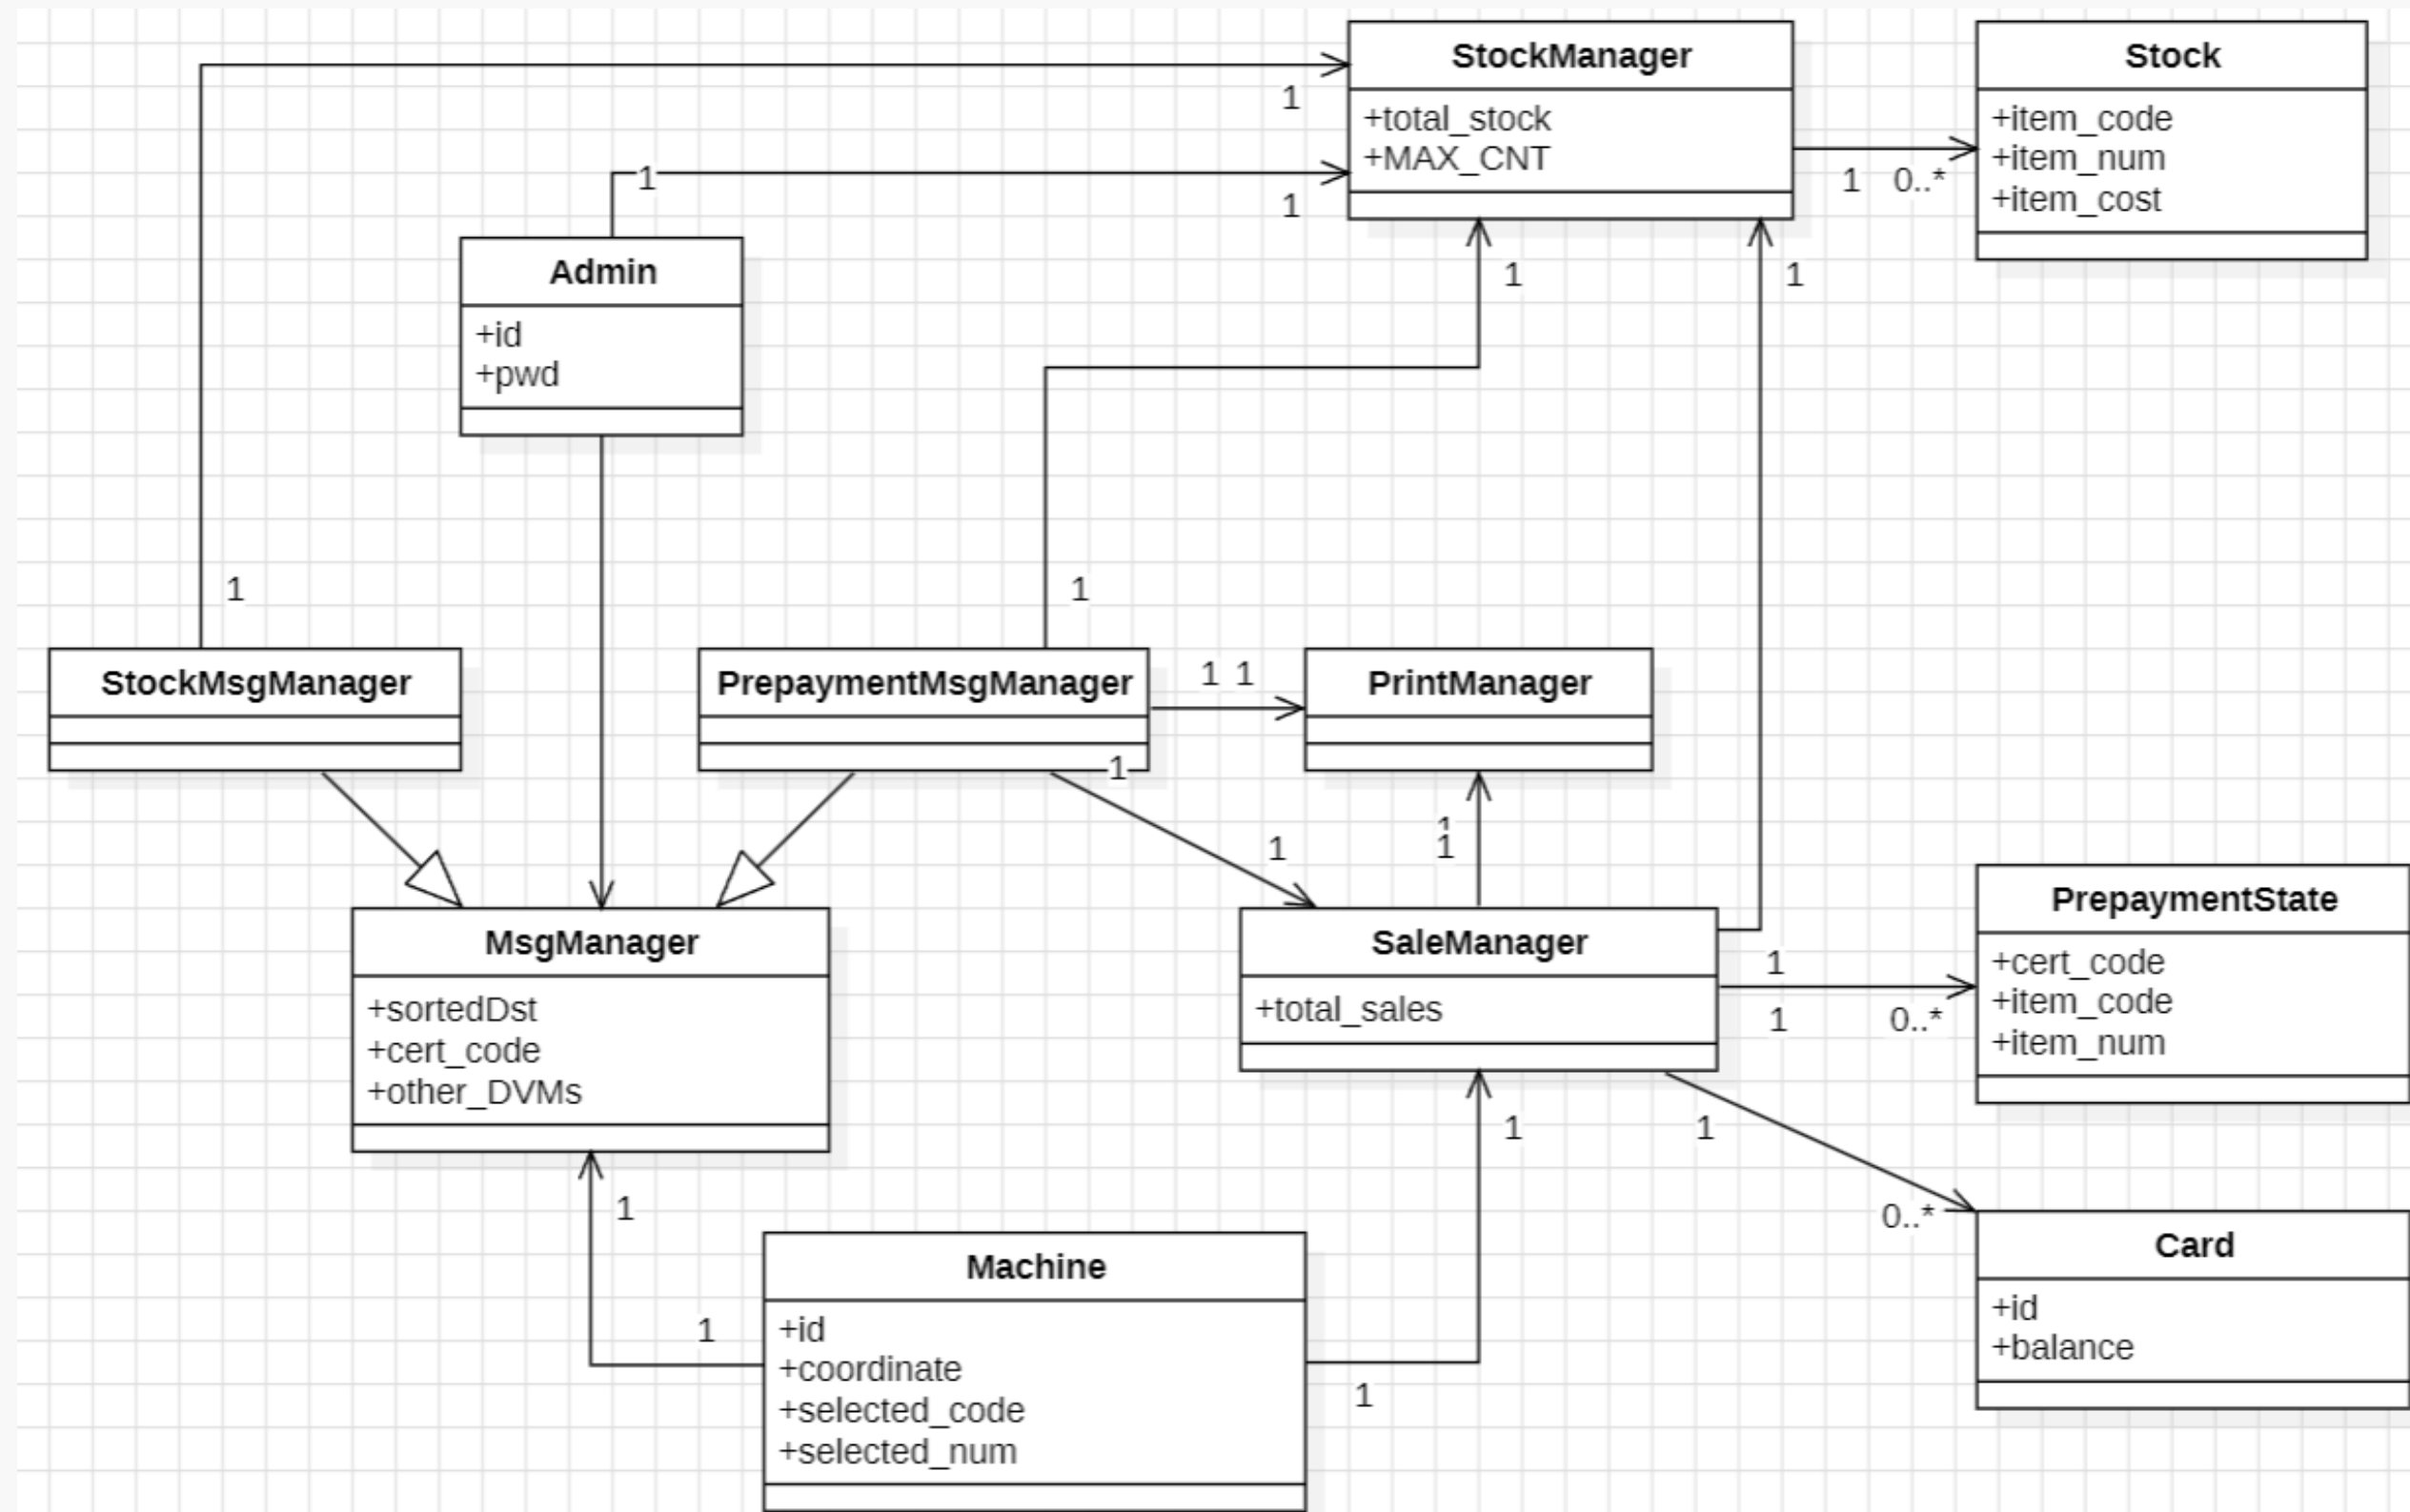 StockManager
+total_stock
+MAX_CNT
Stock
+item_code
+item_num
+item_cost
1
1
1
1 0..*
Admin
+id
+pwd
1
1
1
1
StockMsgManager
PrepaymentMsgManager
1 1
PrintManager
1
1
1
1
MsgManager
+sortedDst
+cert_code
+other_DVMs
SaleManager
+total_sales
1
1
0..*
PrepaymentState
+cert_code
+item_code
+item_num
1
1
1
1
1
0..*
Machine
+id
+coordinate
+selected_code
+selected_num
Card
+id
+balance